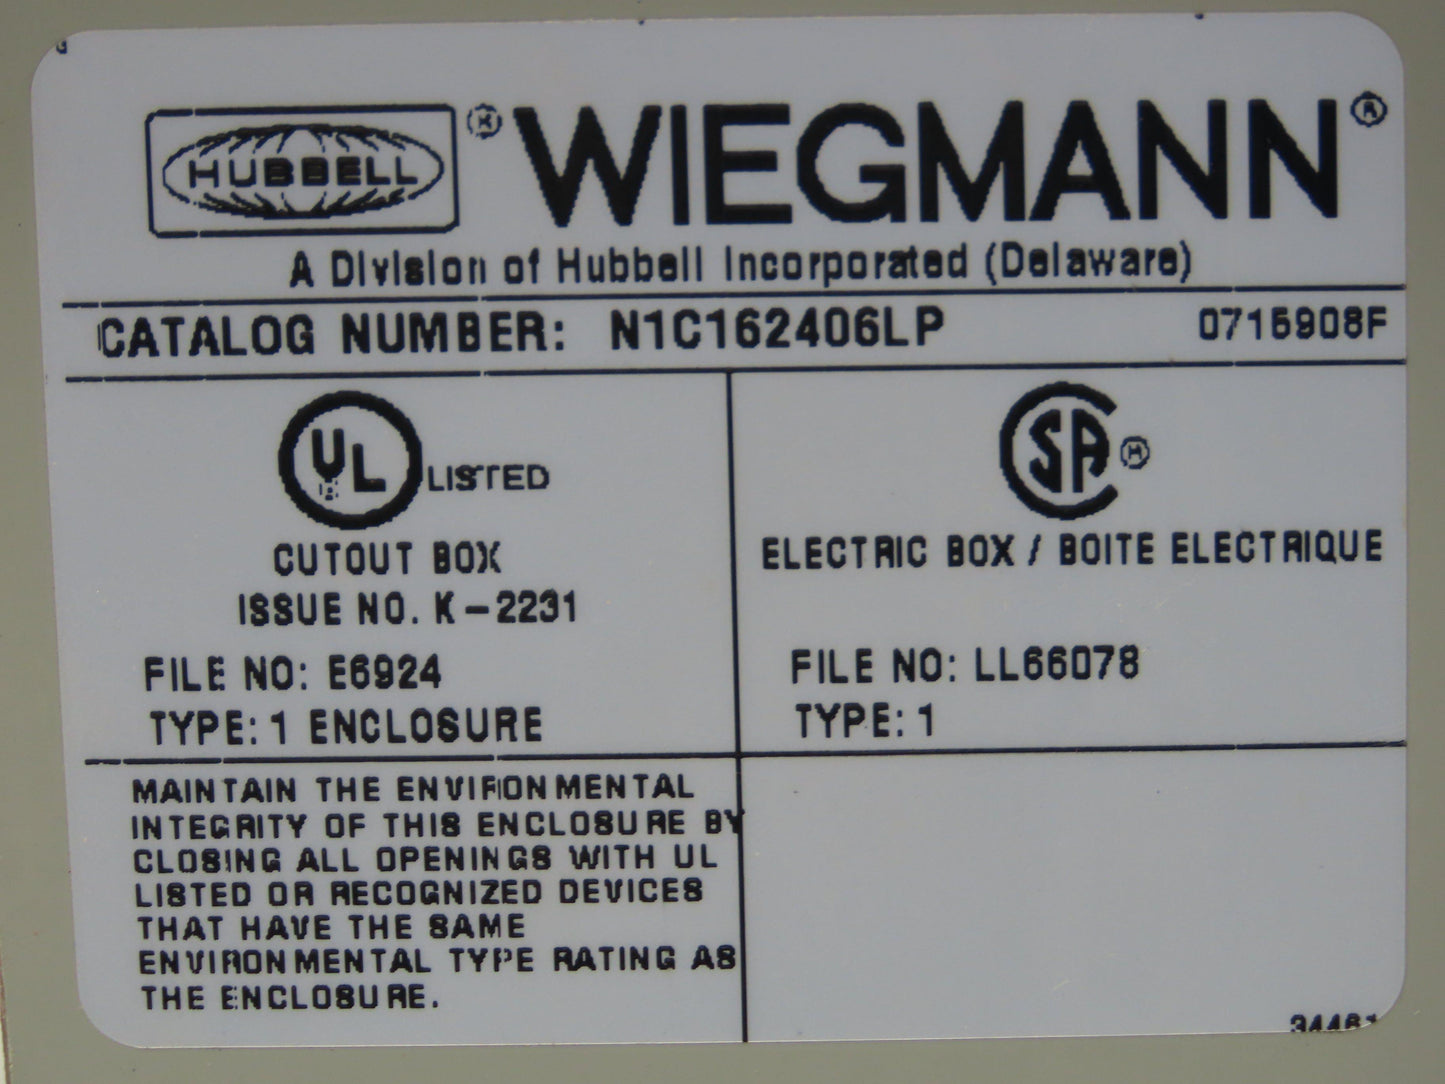 HUBBELL ® WIEGMANN ®
A Division of Hubbell Incorporated (Delaware)
CATALOG NUMBER: N1C162406LP 0715908F
UL LISTED
CUTOUT BOX
ISSUE NO. K-2231
FILE NO: E6924
TYPE: 1 ENCLOSURE
SA ®
ELECTRIC BOX / BOITE ELECTRIQUE
FILE NO: LL66078
TYPE: 1
MAINTAIN THE ENVIRONMENTAL
INTEGRITY OF THIS ENCLOSURE BY
CLOSING ALL OPENINGS WITH UL
LISTED OR RECOGNIZED DEVICES
THAT HAVE THE SAME
ENVIRONMENTAL TYPE RATING AS
THE ENCLOSURE.